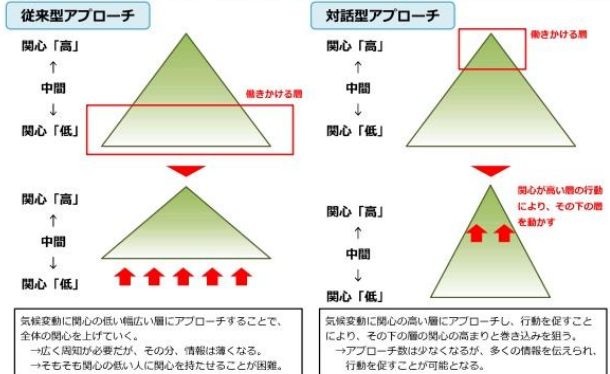 従来型アプローチ
関心「高」
↑
中間
↓
関心「低」
働きかける層
関心「高」
↑
中間
↓
関心「低」
気候変動に関心の低い幅広い層にアプローチすることで、
全体の関心を上げていく。
→広く周知が必要だが、その分、情報は薄くなる。
→そもそも関心の低い人に関心を持たせることが困難。
対話型アプローチ
関心「高」
↑
中間
↓
関心「低」
働きかける層
関心「高」
↑
中間
↓
関心「低」
関心が高い層の行動
により、その下の層
を動かす
気候変動に関心の高い層にアプローチし、行動を促すこと
により、その下の層の関心の高まりと巻き込みを狙う。
→アプローチ数は少なくなるが、多くの情報を伝えられ、
行動を促すことが可能となる。